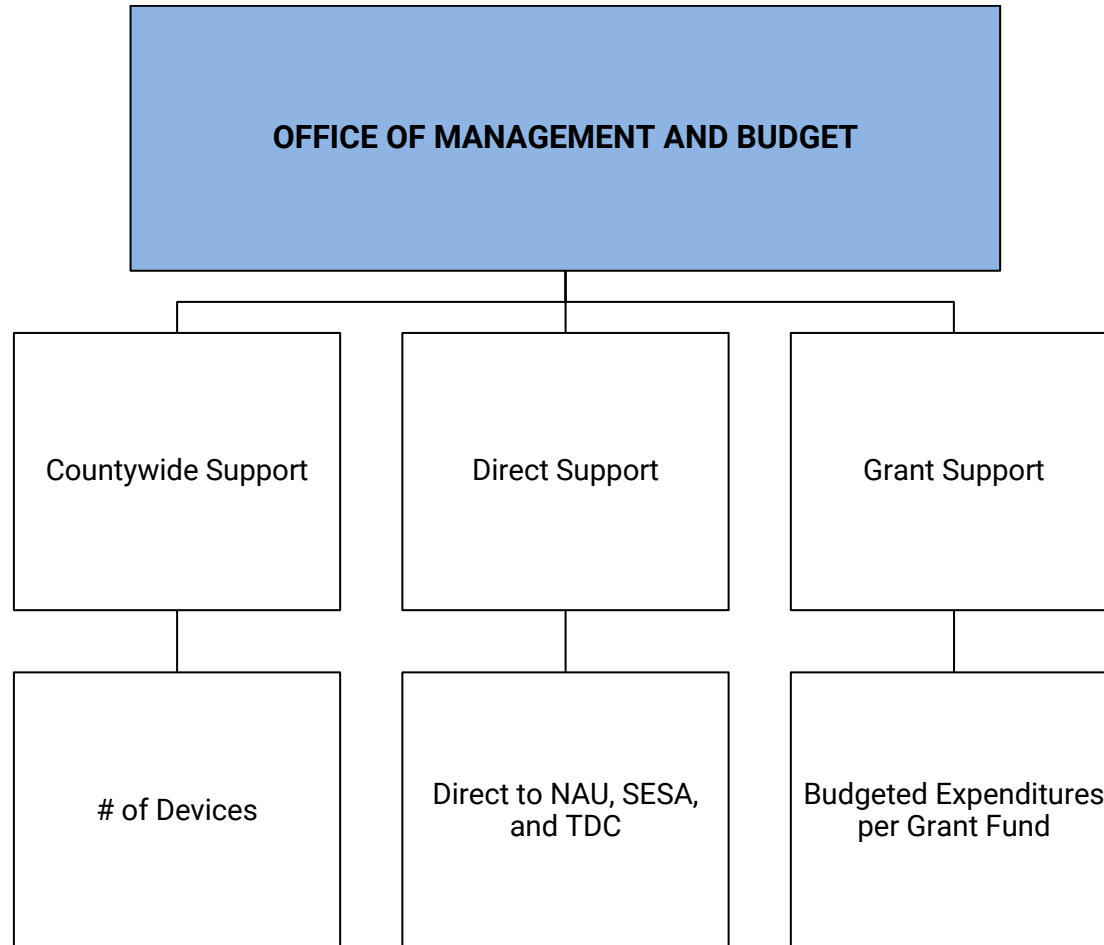 OFFICE OF MANAGEMENT AND BUDGET
Countywide Support
Direct Support
Grant Support
# of Devices
Direct to NAU, SESA,
and TDC
Budgeted Expenditures
per Grant Fund